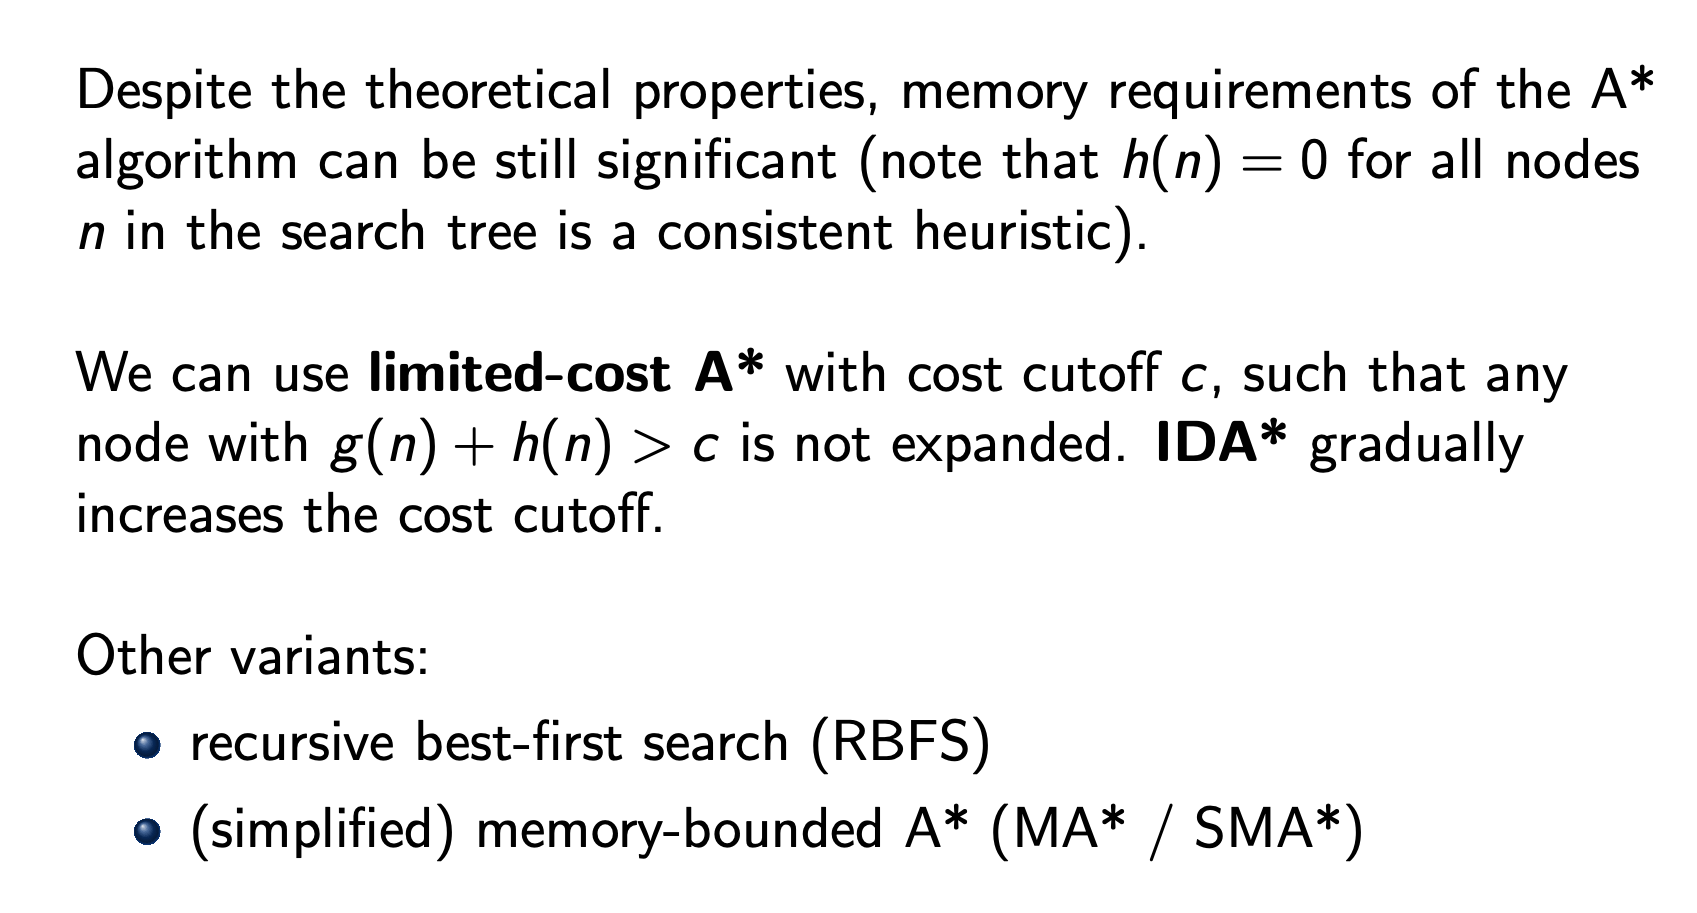 Despite the theoretical properties, memory requirements of the A*
algorithm can be still significant (note that h(n) = 0 for all nodes
n in the search tree is a consistent heuristic).
We can use limited-cost A* with cost cutoff c, such that any
node with g(n) + h(n) > c is not expanded. IDA* gradually
increases the cost cutoff.
Other variants:
recursive best-first search (RBFS)
(simplified) memory-bounded A* (MA* / SMA*)